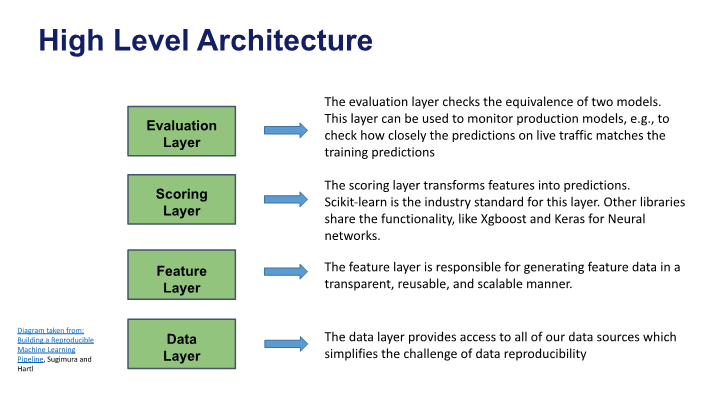 High Level Architecture
Evaluation
Layer
The evaluation layer checks the equivalence of two models.
This layer can be used to monitor production models, e.g., to
check how closely the predictions on live traffic matches the
training predictions
Scoring
Layer
The scoring layer transforms features into predictions.
Scikit-learn is the industry standard for this layer. Other libraries
share the functionality, like Xgboost and Keras for Neural
networks.
Feature
Layer
The feature layer is responsible for generating feature data in a
transparent, reusable, and scalable manner.
Data
Layer
The data layer provides access to all of our data sources which
simplifies the challenge of data reproducibility
Diagram taken from:
Building a Reproducible
Machine Learning
Pipeline, Sugimura and
Hartl